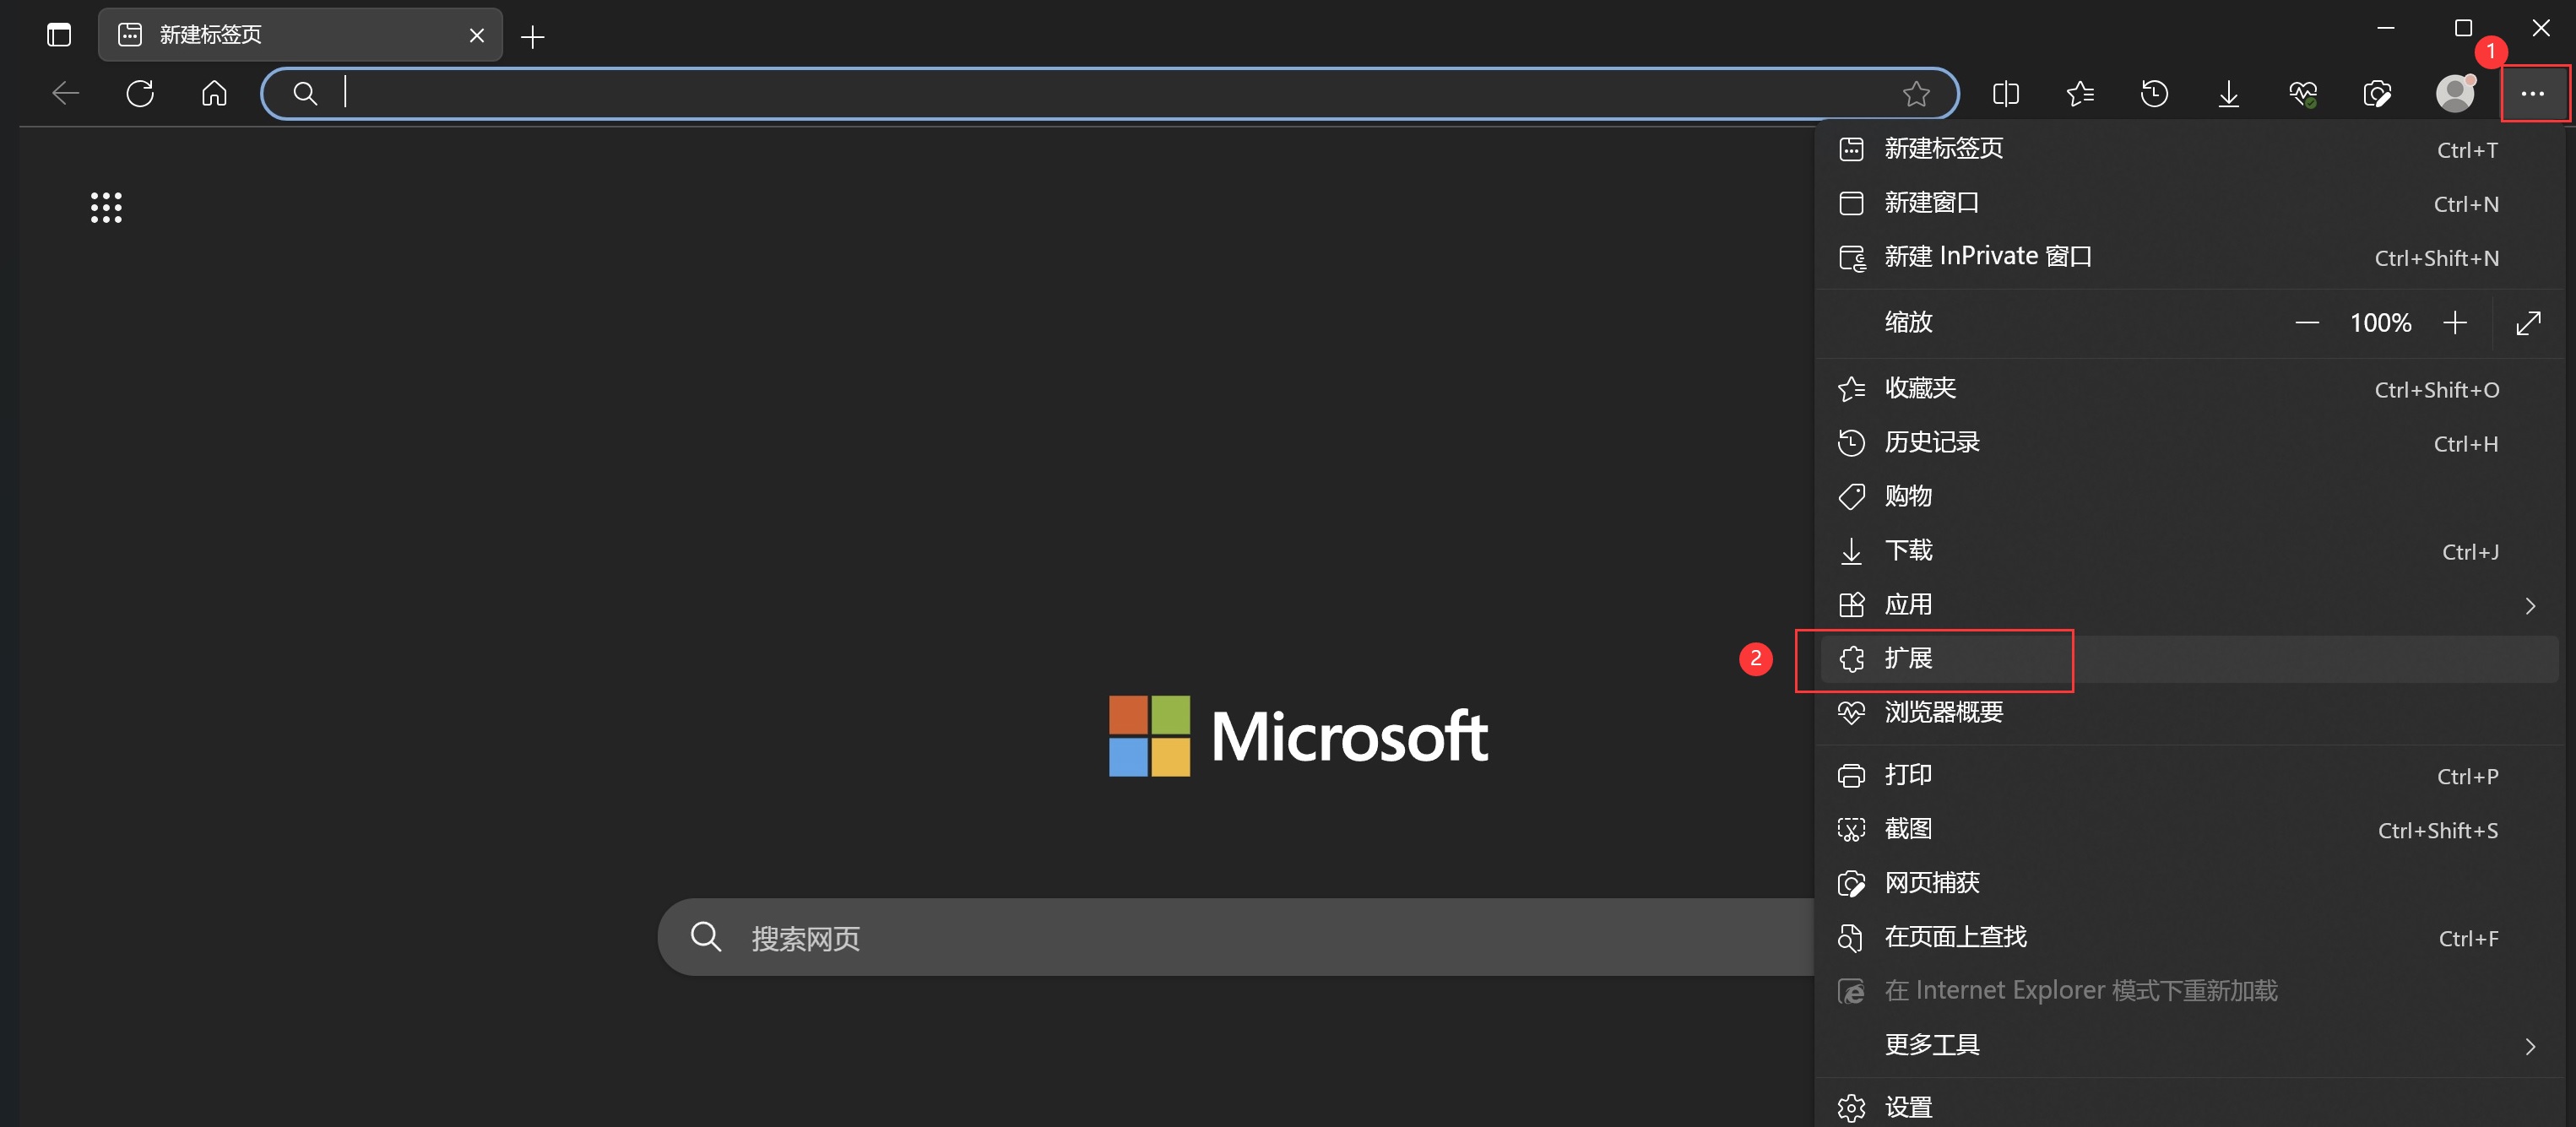 新建标签页
1
新建标签页 Ctrl+T
新建窗口 Ctrl+N
新建 InPrivate 窗口 Ctrl+Shift+N
缩放 100%
收藏夹 Ctrl+Shift+O
历史记录 Ctrl+H
购物
下载 Ctrl+J
应用
2 扩展
浏览器概要
Microsoft
打印 Ctrl+P
截图 Ctrl+Shift+S
网页捕获
搜索网页
在页面上查找 Ctrl+F
在 Internet Explorer 模式下重新加载
更多工具
设置